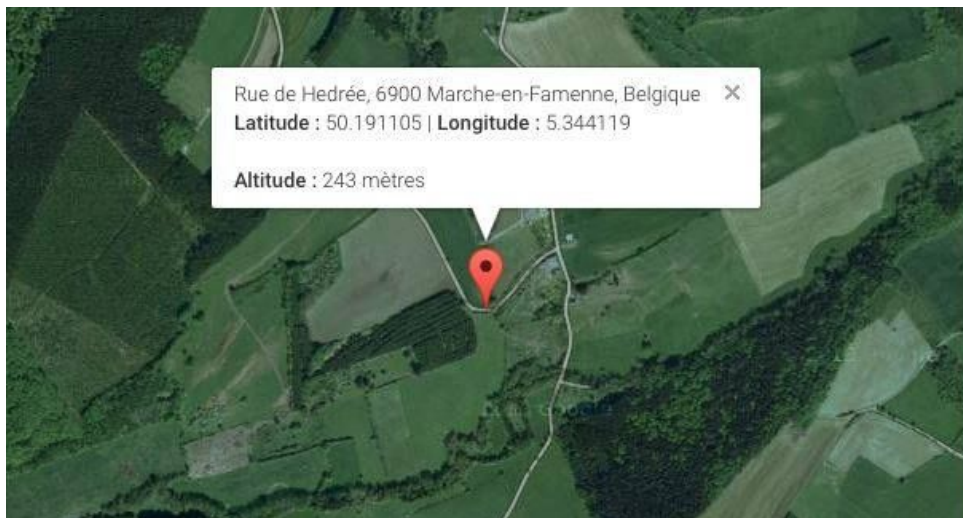 Rue de Hedrée, 6900 Marche-en-Famenne, Belgique
Latitude : 50.191105 | Longitude : 5.344119
Altitude : 243 mètres